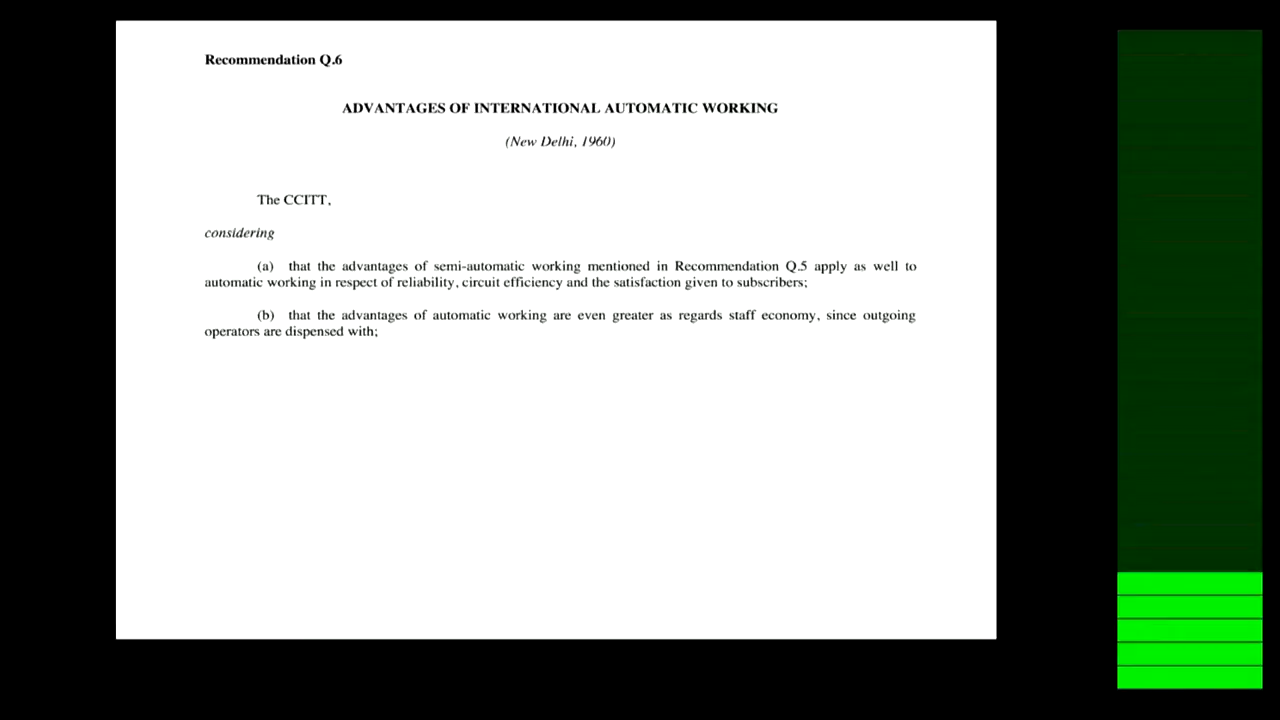 Recommendation Q.6
ADVANTAGES OF INTERNATIONAL AUTOMATIC WORKING
(New Delhi, 1960)
The CCITT,
considering
(a) that the advantages of semi-automatic working mentioned in Recommendation Q.5 apply as well to
automatic working in respect of reliability, circuit efficiency and the satisfaction given to subscribers;
(b) that the advantages of automatic working are even greater as regards staff economy, since outgoing
operators are dispensed with;